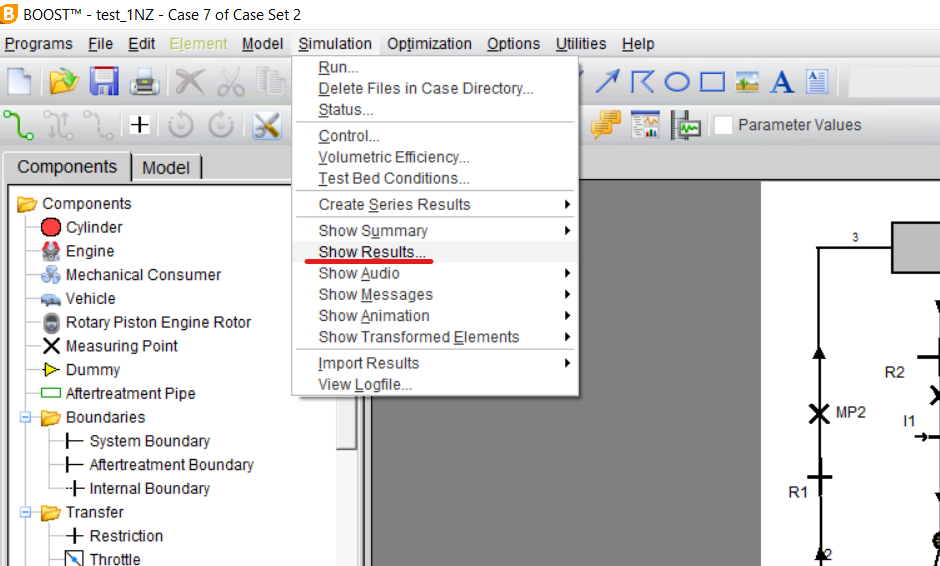 BOOST™ - test_1NZ - Case 7 of Case Set 2
Programs File Edit Element Model Simulation Optimization Options Utilities Help
Run...
Delete Files in Case Directory...
Status...
Control...
Volumetric Efficiency...
Test Bed Conditions...
Create Series Results
Show Summary
Show Results...
Show Audio
Show Messages
Show Animation
Show Transformed Elements
Import Results
View Logfile...
A
Parameter Values
Components Model
Components
Cylinder
Engine
Mechanical Consumer
Vehicle
Rotary Piston Engine Rotor
Measuring Point
Dummy
Aftertreatment Pipe
Boundaries
System Boundary
Aftertreatment Boundary
Internal Boundary
Transfer
Restriction
Throttle
3
R2
MP2
I1
R1
2